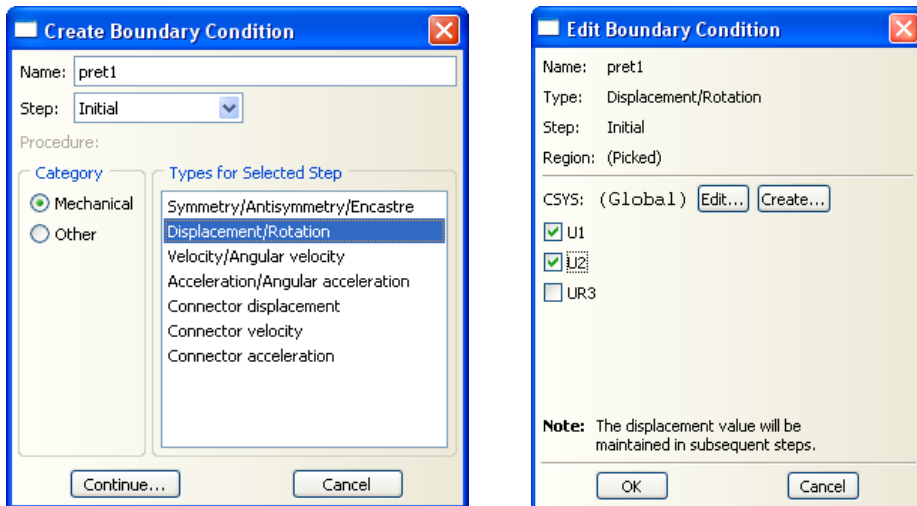 Create Boundary Condition
Name: pret1
Step: Initial
Procedure:
Category
Mechanical
Other
Types for Selected Step
Symmetry/Antisymmetry/Encastre
Displacement/Rotation
Velocity/Angular velocity
Acceleration/Angular acceleration
Connector displacement
Connector velocity
Connector acceleration
Continue... Cancel
Edit Boundary Condition
Name: pret1
Type: Displacement/Rotation
Step: Initial
Region: (Picked)
CSYS: (Global) Edit... Create...
U1
U2
UR3
Note: The displacement value will be
maintained in subsequent steps.
OK Cancel